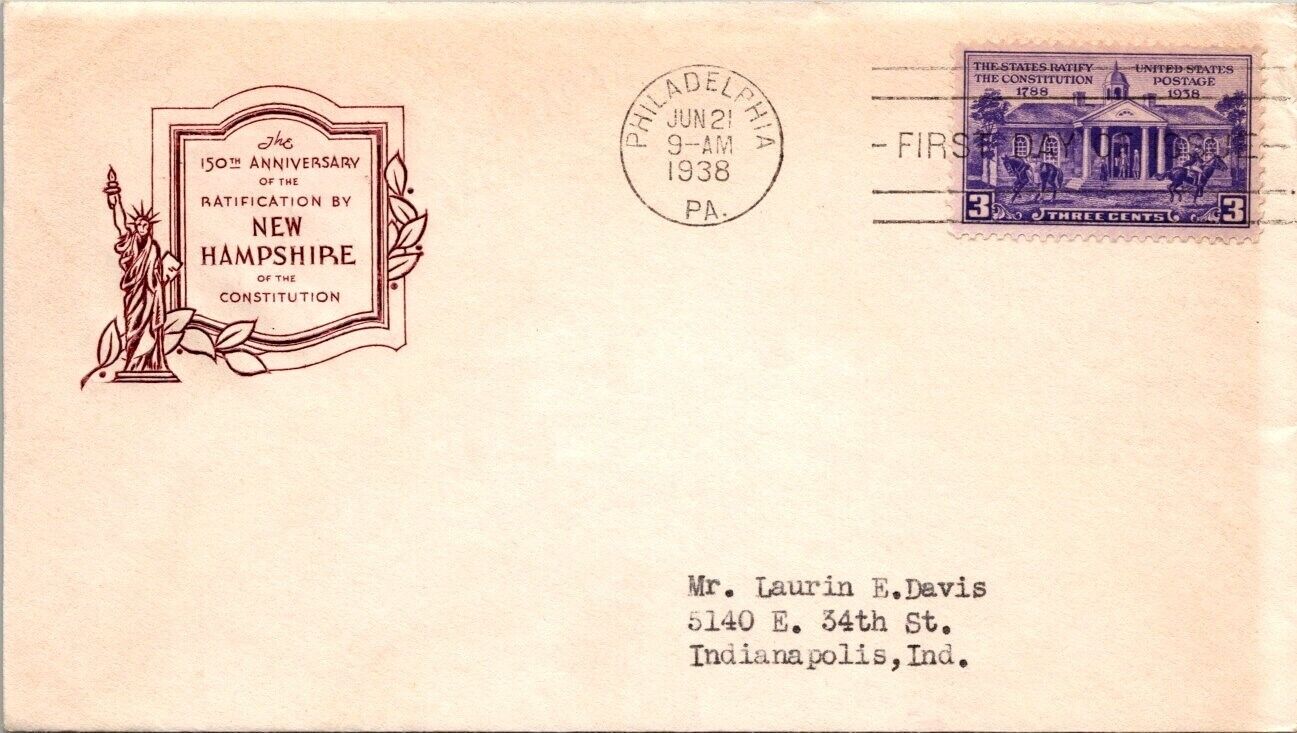 The
150TH ANNIVERSARY
OF THE
RATIFICATION BY
NEW
HAMPSHIRE
OF THE
CONSTITUTION
PHILADELPHIA
JUN 21
9-AM
1938
PA.
FIRST DAY OF ISSUE
THE STATES RATIFY
THE CONSTITUTION
1788
UNITED STATES
POSTAGE
1938
3 THREE CENTS 3
Mr. Laurin E.Davis
5140 E. 34th St.
Indianapolis,Ind.